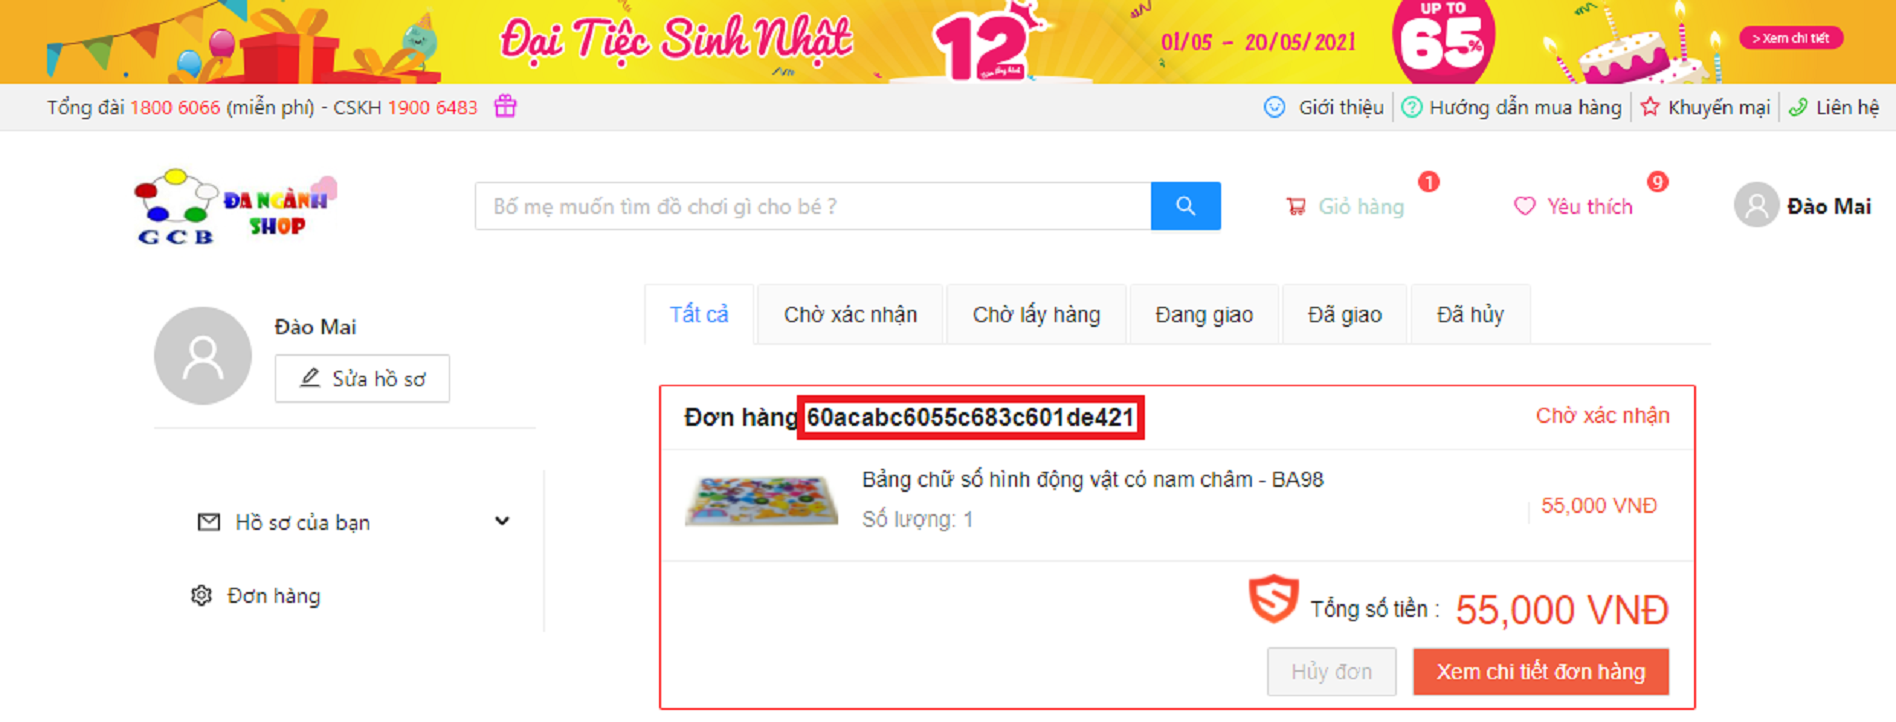 Đại Tiệc Sinh Nhật
12
01/05 - 20/05/2021
UP TO
65%
> Xem chi tiết
Tổng đài 1800 6066 (miễn phí) - CSKH 1900 6483
Giới thiệu
Hướng dẫn mua hàng
Khuyến mại
Liên hệ
GCB
ĐA NGÀNH
SHOP
Bố mẹ muốn tìm đồ chơi gì cho bé ?
Giỏ hàng
1
Yêu thích
9
Đào Mai
Đào Mai
Sửa hồ sơ
Hồ sơ của bạn
Đơn hàng
Tất cả
Chờ xác nhận
Chờ lấy hàng
Đang giao
Đã giao
Đã hủy
Đơn hàng 60acabc6055c683c601de421
Chờ xác nhận
Bảng chữ số hình động vật có nam châm - BA98
Số lượng: 1
55,000 VNĐ
Tổng số tiền : 55,000 VNĐ
Hủy đơn
Xem chi tiết đơn hàng